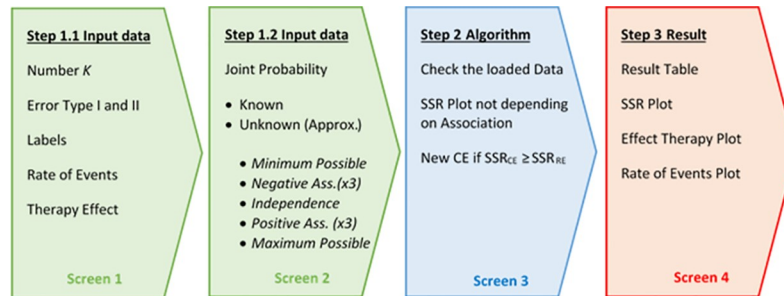 Step 1.1 Input data
Number K
Error Type I and II
Labels
Rate of Events
Therapy Effect
Screen 1
Step 1.2 Input data
Joint Probability
• Known
• Unknown (Approx.)
• Minimum Possible
• Negative Ass.(x3)
• Independence
• Positive Ass. (x3)
• Maximum Possible
Screen 2
Step 2 Algorithm
Check the loaded Data
SSR Plot not depending
on Association
New CE if SSRCE ≥ SSRRE
Screen 3
Step 3 Result
Result Table
SSR Plot
Effect Therapy Plot
Rate of Events Plot
Screen 4